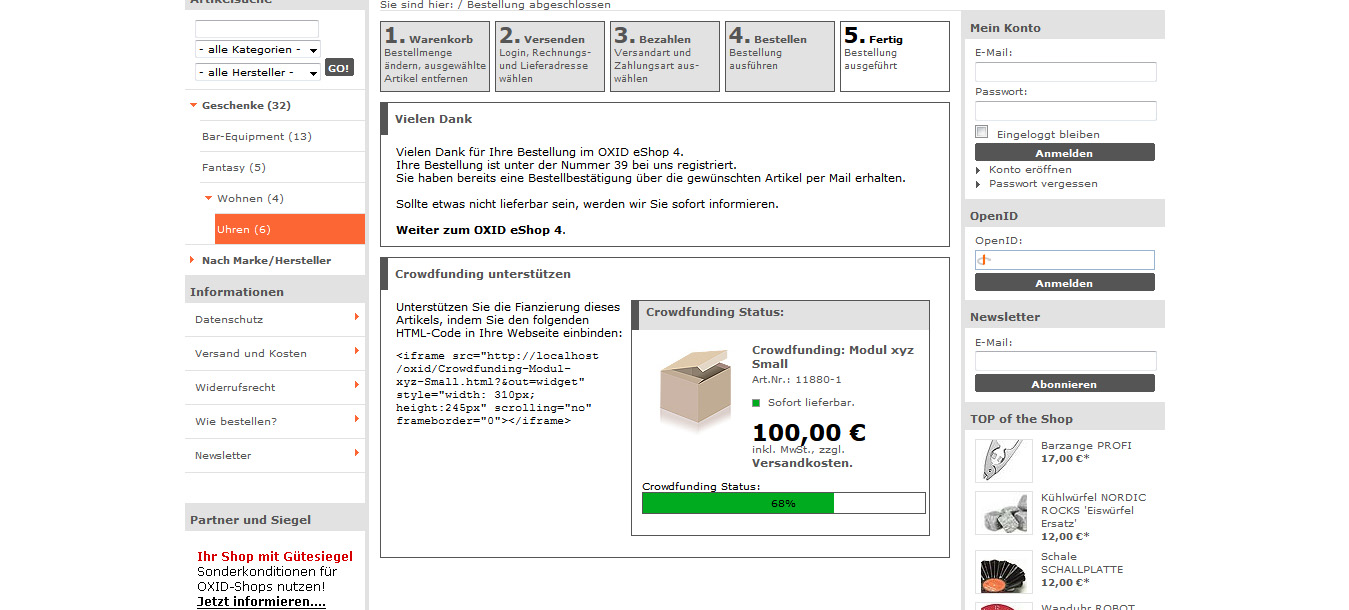 Artikelsuche
- alle Kategorien -
- alle Hersteller -
GO!
Geschenke (32)
Bar-Equipment (13)
Fantasy (5)
Wohnen (4)
Uhren (6)
Nach Marke/Hersteller
Informationen
Datenschutz
Versand und Kosten
Widerrufsrecht
Wie bestellen?
Newsletter
Partner und Siegel
Ihr Shop mit Gütesiegel
Sonderkonditionen für
OXID-Shops nutzen!
Jetzt informieren....
Sie sind hier: / Bestellung abgeschlossen
1. Warenkorb
Bestellmenge
ändern, ausgewählte
Artikel entfernen
2. Versenden
Login, Rechnungs-
und Lieferadresse
wählen
3. Bezahlen
Versandart und
Zahlungsart aus-
wählen
4. Bestellen
Bestellung
ausführen
5. Fertig
Bestellung
ausgeführt
Vielen Dank
Vielen Dank für Ihre Bestellung im OXID eShop 4.
Ihre Bestellung ist unter der Nummer 39 bei uns registriert.
Sie haben bereits eine Bestellbestätigung über die gewünschten Artikel per Mail erhalten.
Sollte etwas nicht lieferbar sein, werden wir Sie sofort informieren.
Weiter zum OXID eShop 4.
Crowdfunding unterstützen
Unterstützen Sie die Fianzierung dieses
Artikels, indem Sie den folgenden
HTML-Code in Ihre Webseite einbinden:
<iframe src="http://localhost
/oxid/Crowdfunding-Modul-
xyz-Small.html?&out=widget"
style="width: 310px;
height:245px" scrolling="no"
frameborder="0"></iframe>
Crowdfunding Status:
Crowdfunding: Modul xyz
Small
Art.Nr.: 11880-1
Sofort lieferbar.
100,00 €
inkl. MwSt., zzgl.
Versandkosten.
Crowdfunding Status:
68%
Mein Konto
E-Mail:
Passwort:
Eingeloggt bleiben
Anmelden
Konto eröffnen
Passwort vergessen
OpenID
OpenID:
Anmelden
Newsletter
E-Mail:
Abonnieren
TOP of the Shop
Barzange PROFI
17,00 €*
Kühlwürfel NORDIC
ROCKS 'Eiswürfel
Ersatz'
12,00 €*
Schale
SCHALLPLATTE
12,00 €*
Wanduhr ROBOT